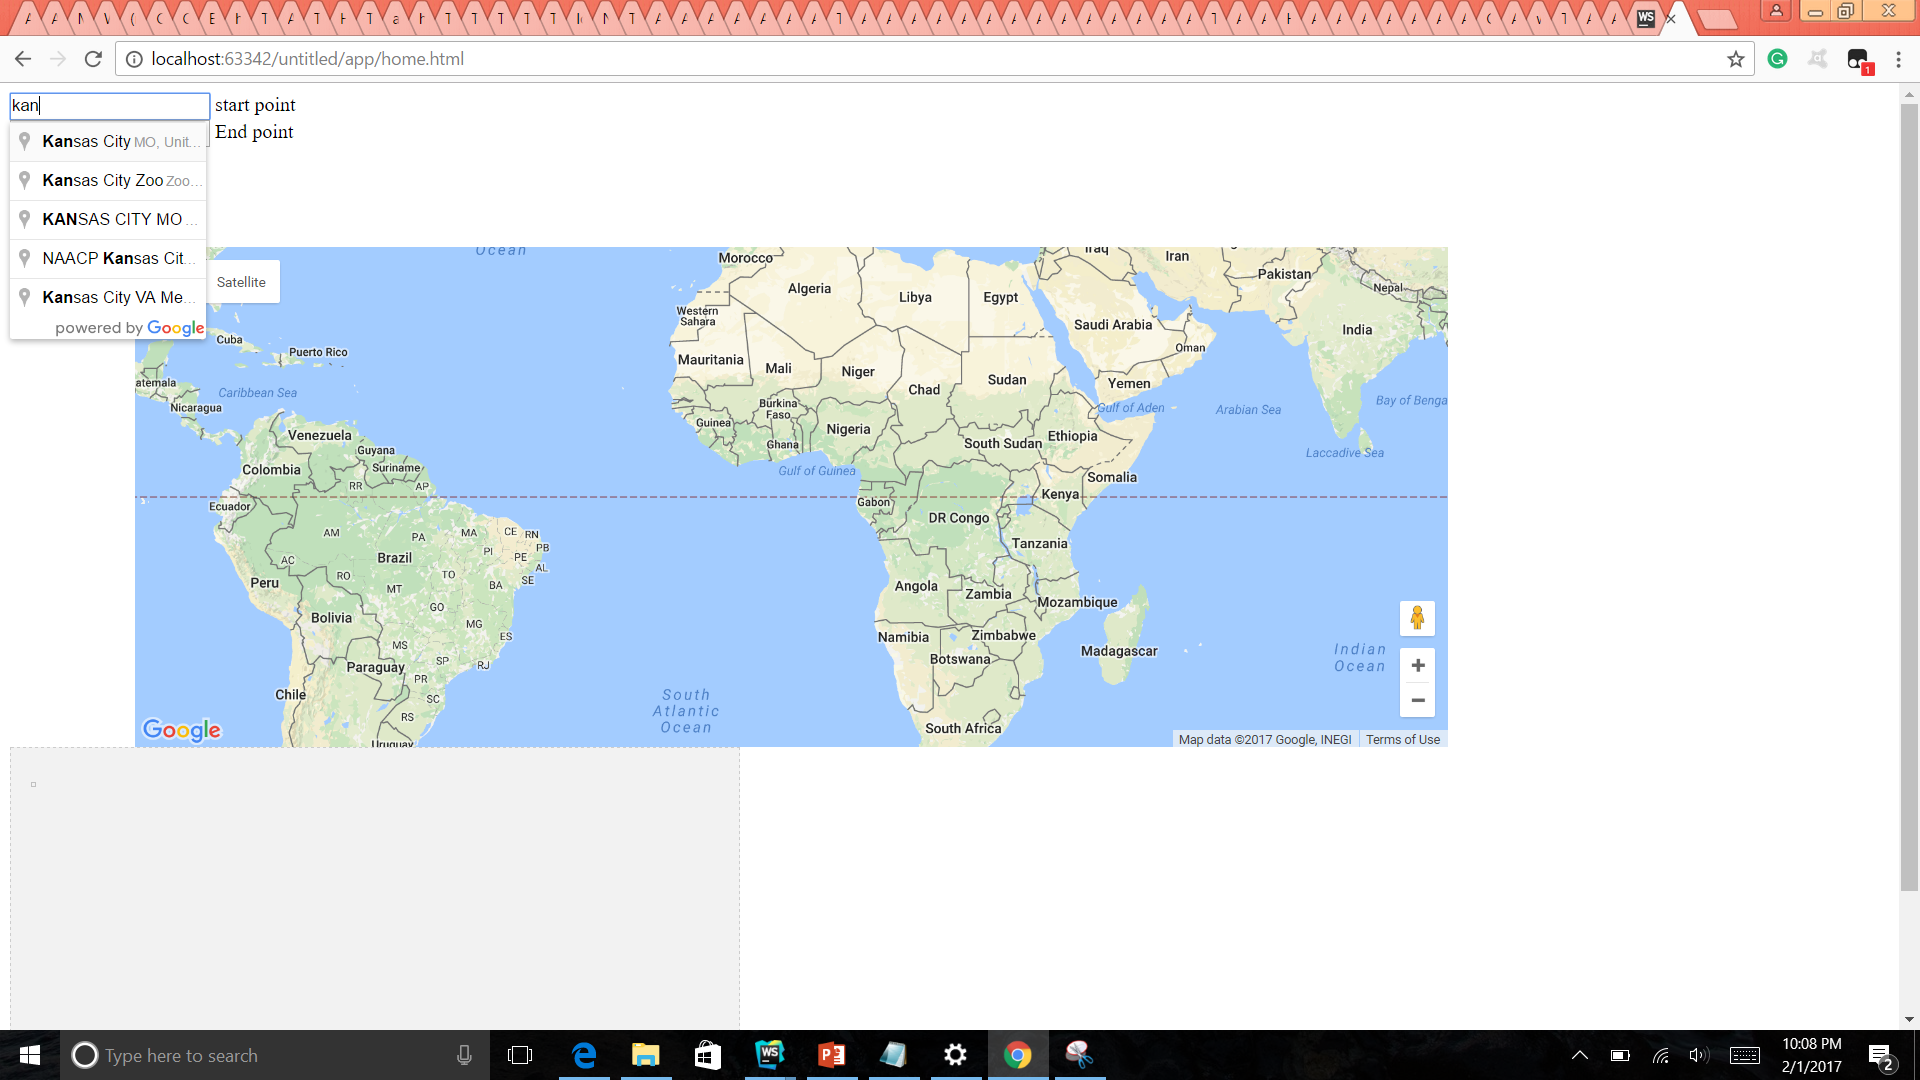 localhost:63342/untitled/app/home.html
kan start point
End point
Kansas City MO, Unit...
Kansas City Zoo Zoo...
KANSAS CITY MO ...
NAACP Kansas Cit...
Kansas City VA Me...
powered by Google
Satellite
Ocean
Morocco
Algeria
Libya
Egypt
Western
Sahara
Iraq
Iran
Pakistan
Nepal
Saudi Arabia
India
Oman
Cuba
Puerto Rico
Mauritania
Mali
Niger
Chad
Sudan
Yemen
atemala
Caribbean Sea
Nicaragua
Burkina
Faso
Gulf of Aden
Arabian Sea
Bay of Benga
Guinea
Nigeria
Ghana
South Sudan
Ethiopia
Venezuela
Guyana
Suriname
Colombia
Laccadive Sea
Gulf of Guinea
Somalia
RR
AP
Ecuador
Gabon
Kenya
DR Congo
AM
PA
MA
CE
RN
PB
PI
PE
AL
SE
Brazil
Tanzania
AC
RO
TO
BA
MT
Peru
Angola
Zambia
Mozambique
GO
Bolivia
MG
ES
Namibia
Zimbabwe
Madagascar
Indian
Ocean
MS
SP
RJ
Botswana
Paraguay
PR
Chile
SC
South
Atlantic
Ocean
RS
South Africa
Uruguay
Google
Map data ©2017 Google, INEGI
Terms of Use
Type here to search
10:08 PM
2/1/2017
2